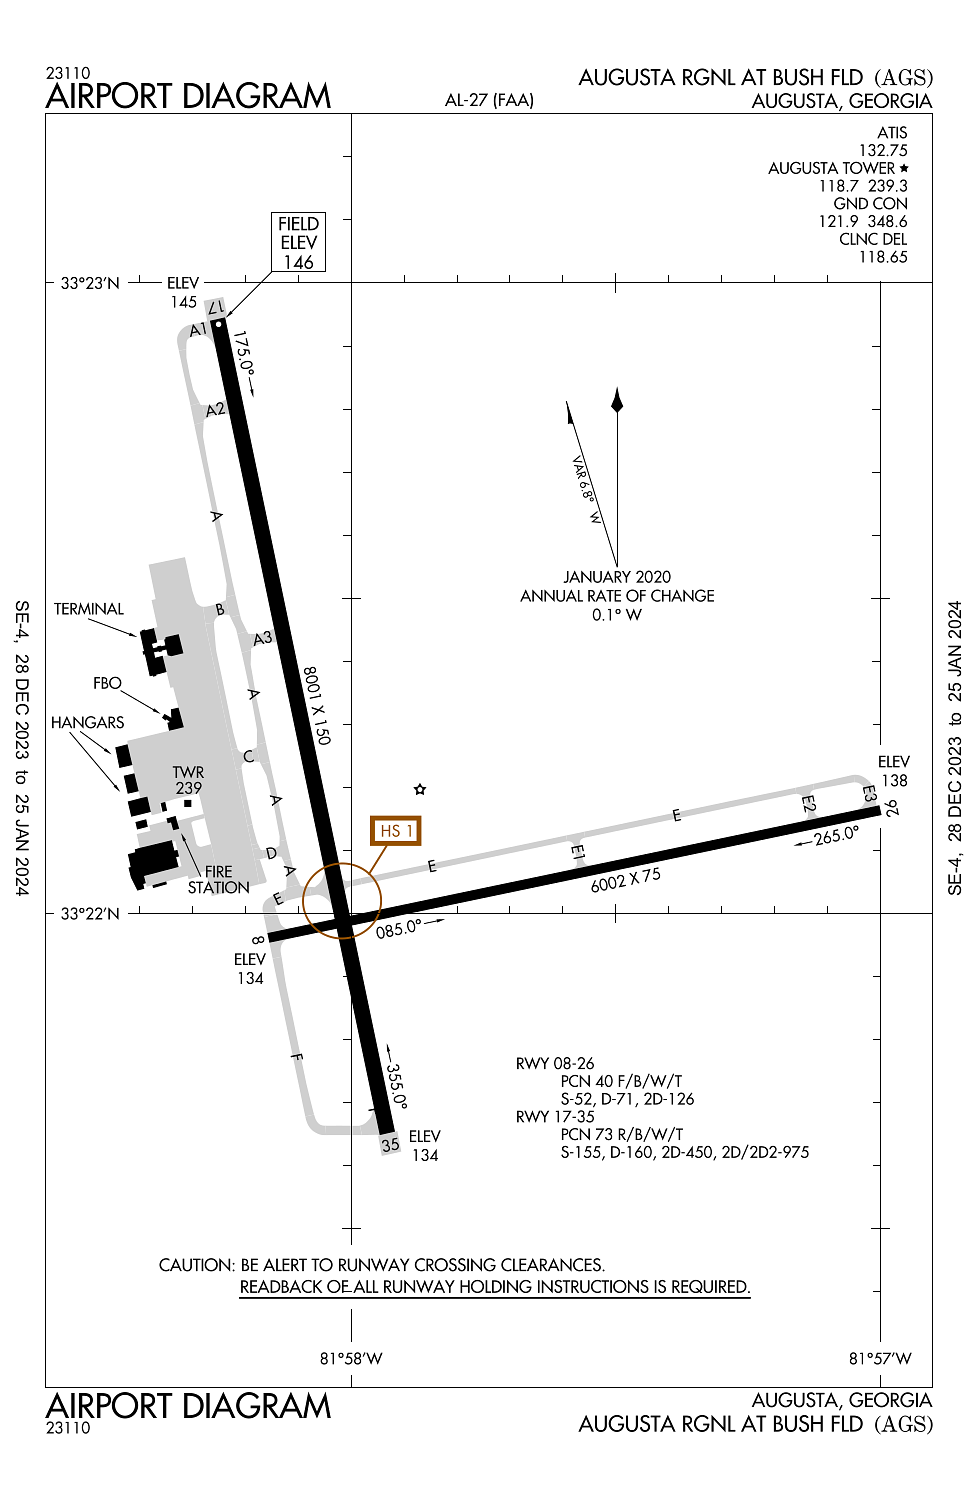 23110
AIRPORT DIAGRAM
AL-27 (FAA)
AUGUSTA RGNL AT BUSH FLD (AGS)
AUGUSTA, GEORGIA
ATIS
132.75
AUGUSTA TOWER
118.7 239.3
GND CON
121.9 348.6
CLNC DEL
118.65
FIELD
ELEV
146
33°23'N
ELEV
145
17
A1
175.0°
A2
A
VAR 6.8° W
JANUARY 2020
ANNUAL RATE OF CHANGE
0.1° W
TERMINAL
B
A3
FBO
A
8001 X 150
HANGARS
C
TWR
239
A
ELEV
138
E3
E2
26
E
HS 1
265.0°
D
E1
FIRE
STATION
A
E
6002 X 75
E
33°22'N
085.0°
8
ELEV
134
F
355.0°
35
ELEV
134
RWY 08-26
PCN 40 F/B/W/T
S-52, D-71, 2D-126
RWY 17-35
PCN 73 R/B/W/T
S-155, D-160, 2D-450, 2D/2D2-975
CAUTION: BE ALERT TO RUNWAY CROSSING CLEARANCES.
READBACK OF ALL RUNWAY HOLDING INSTRUCTIONS IS REQUIRED.
81°58'W
81°57'W
AIRPORT DIAGRAM
23110
AUGUSTA, GEORGIA
AUGUSTA RGNL AT BUSH FLD (AGS)
SE-4, 28 DEC 2023 to 25 JAN 2024
SE-4, 28 DEC 2023 to 25 JAN 2024